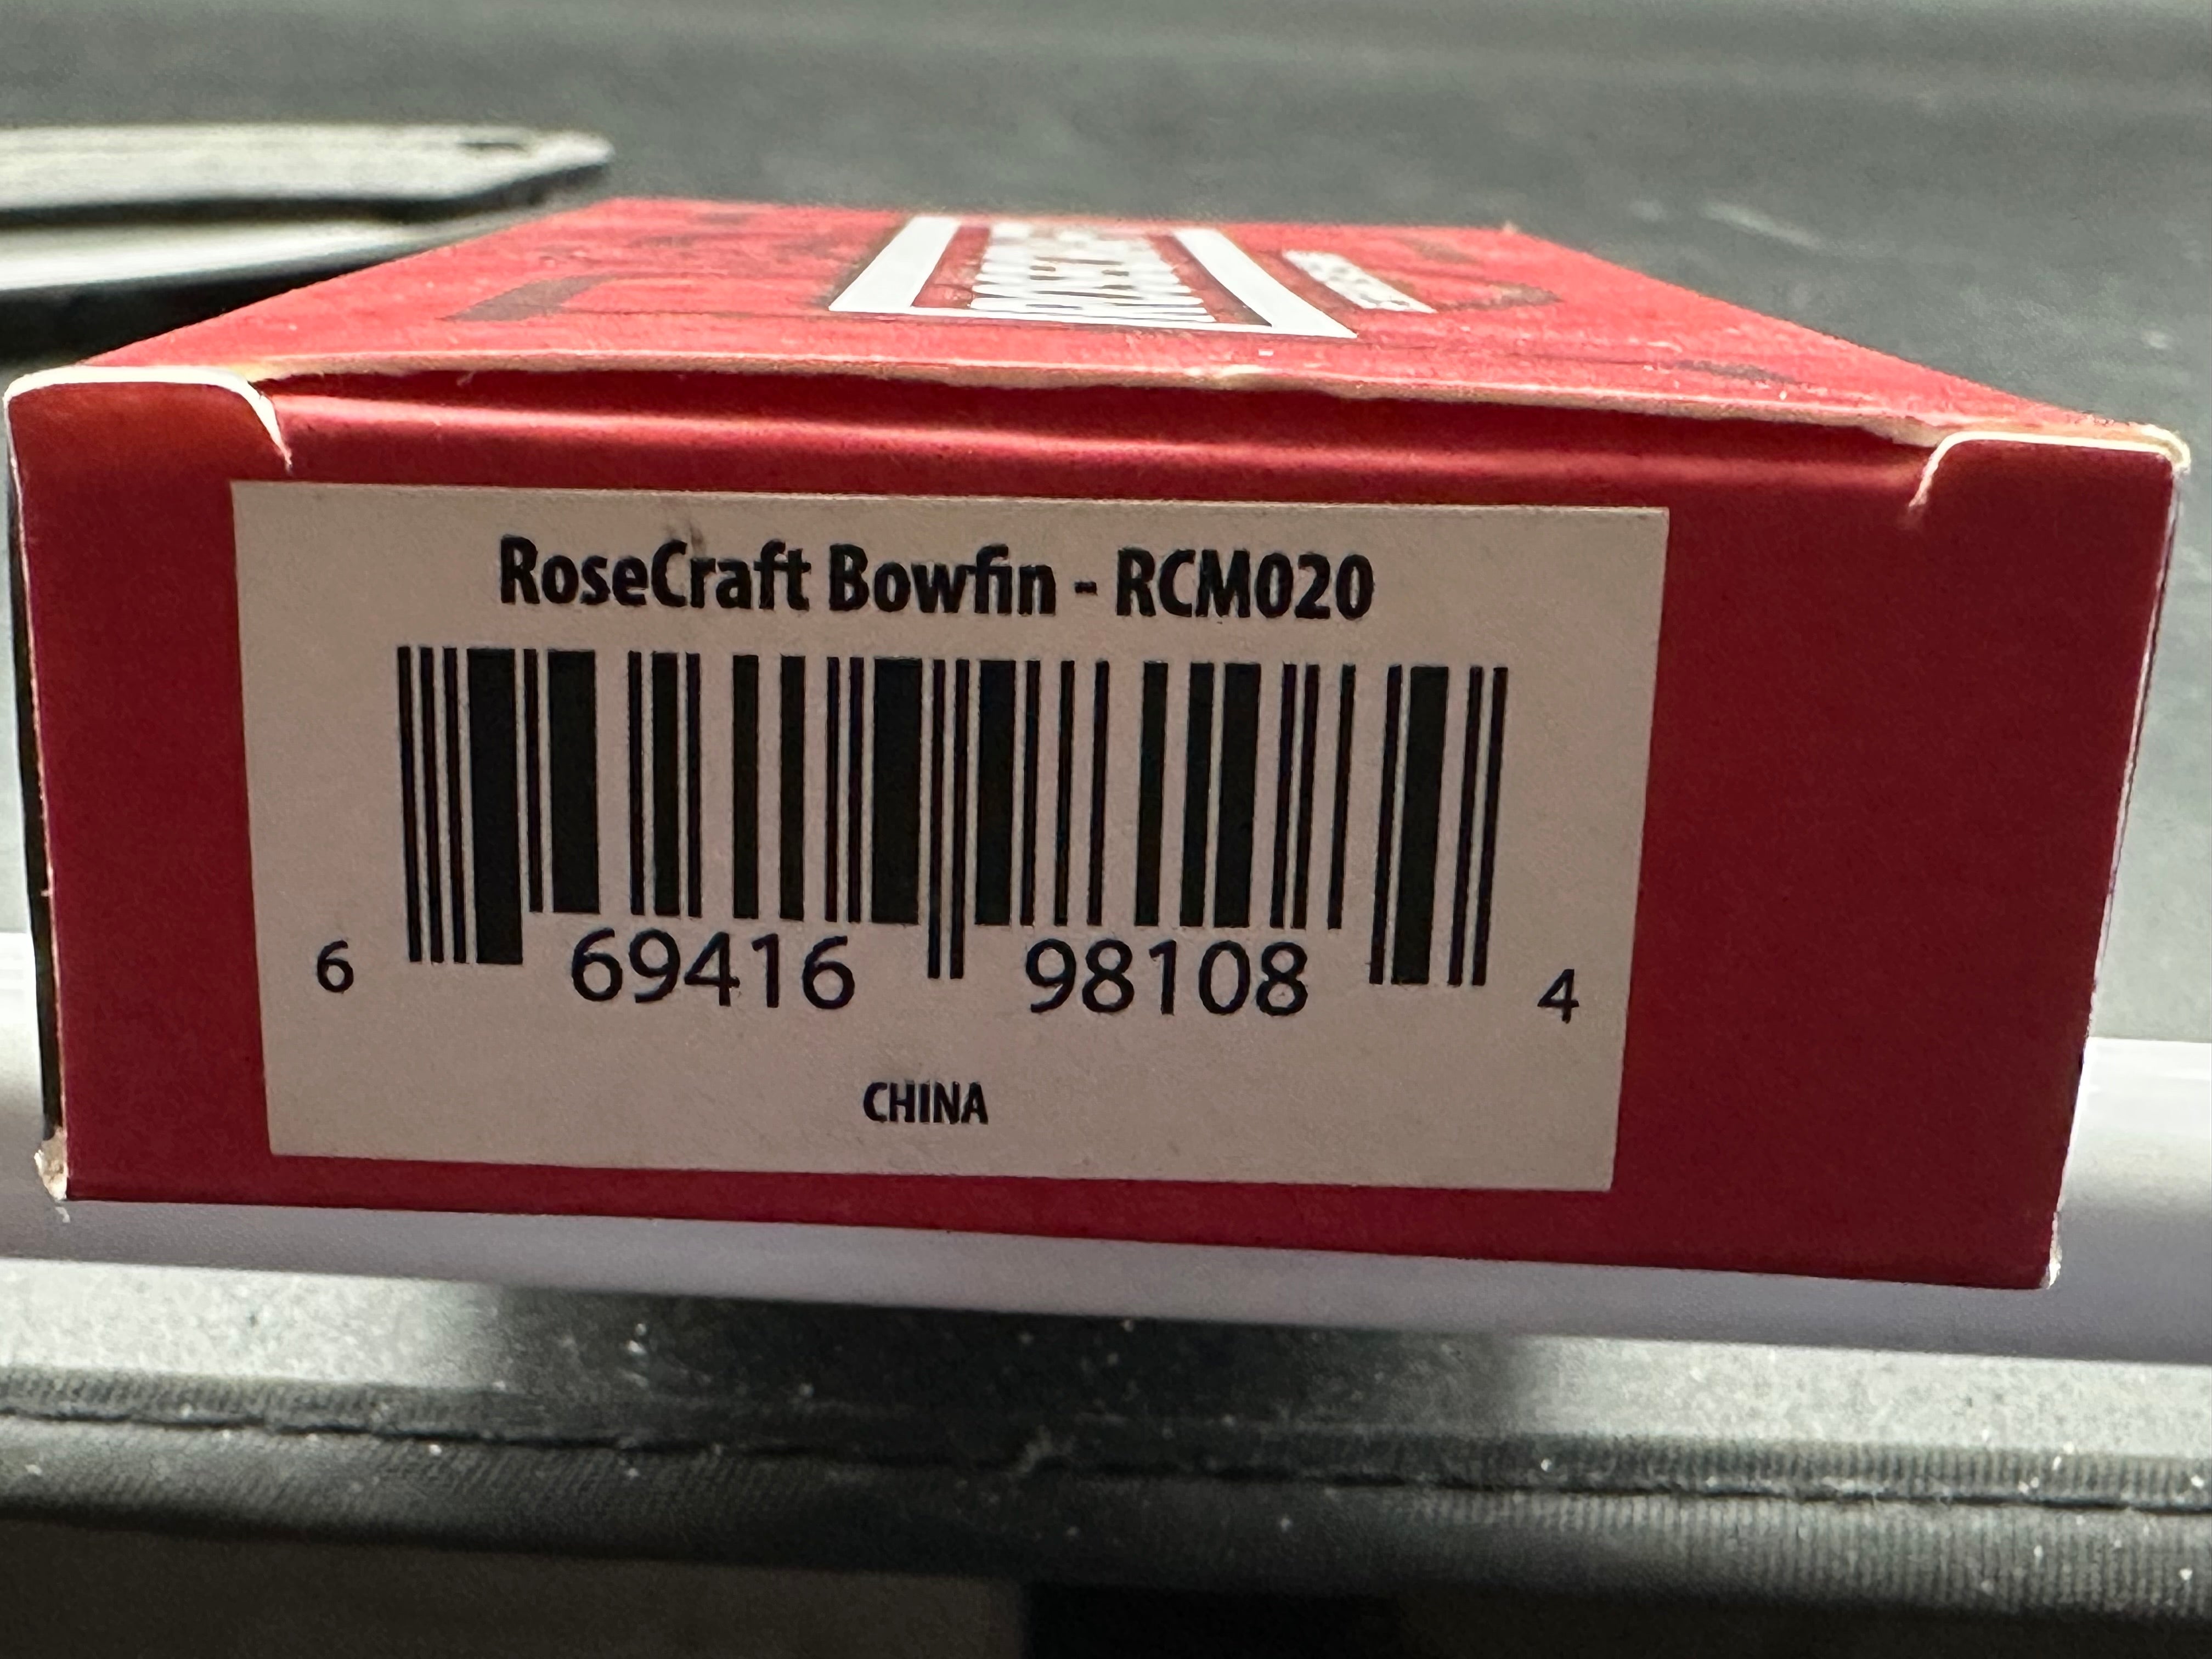 RoseCraft Bowfin - RCM020
6 69416 98108 4
CHINA